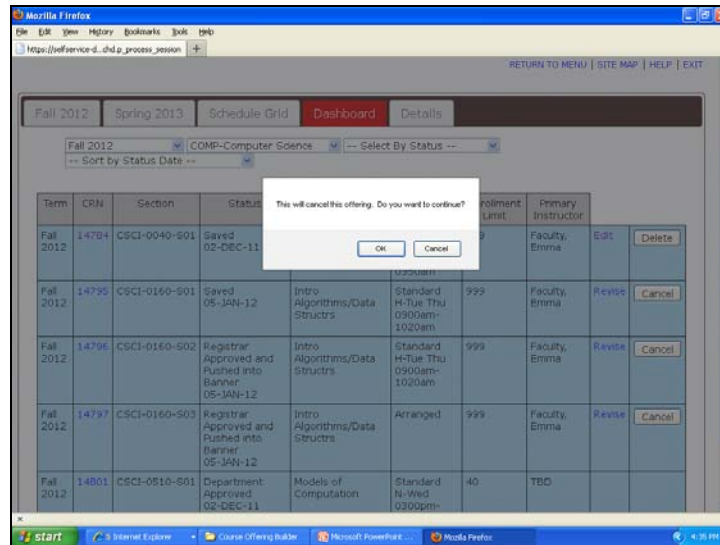 Mozilla Firefox
File Edit View History Bookmarks Tools Help
https://selfservice-d...chd.p_process_session +
RETURN TO MENU | SITE MAP | HELP | EXIT
Fall 2012 Spring 2013 Schedule Grid Dashboard Details
Fall 2012 COMP-Computer Science -- Select By Status --
-- Sort by Status Date --
Term CRN Section Status Enrollment Limit Primary Instructor
This will cancel this offering. Do you want to continue?
OK Cancel
Fall 2012 14784 CSCI-0040-S01 Saved 02-DEC-11 0950am Faculty, Emma Edit Delete
Fall 2012 14795 CSCI-0160-S01 Saved 05-JAN-12 Intro Algorithms/Data Structrs Standard H-Tue Thu 0900am-1020am 999 Faculty, Emma Revise Cancel
Fall 2012 14796 CSCI-0160-S02 Registrar Approved and Pushed into Banner 05-JAN-12 Intro Algorithms/Data Structrs Standard H-Tue Thu 0900am-1020am 999 Faculty, Emma Revise Cancel
Fall 2012 14797 CSCI-0160-S03 Registrar Approved and Pushed into Banner 05-JAN-12 Intro Algorithms/Data Structrs Arranged 999 Faculty, Emma Revise Cancel
Fall 2012 14801 CSCI-0510-S01 Department Approved 02-DEC-11 Models of Computation Standard N-Wed 0300pm- 40 TBD
start 5 Internet Explorer Course Offering Builder Microsoft PowerPoint ... Mozilla Firefox 4:35 PM